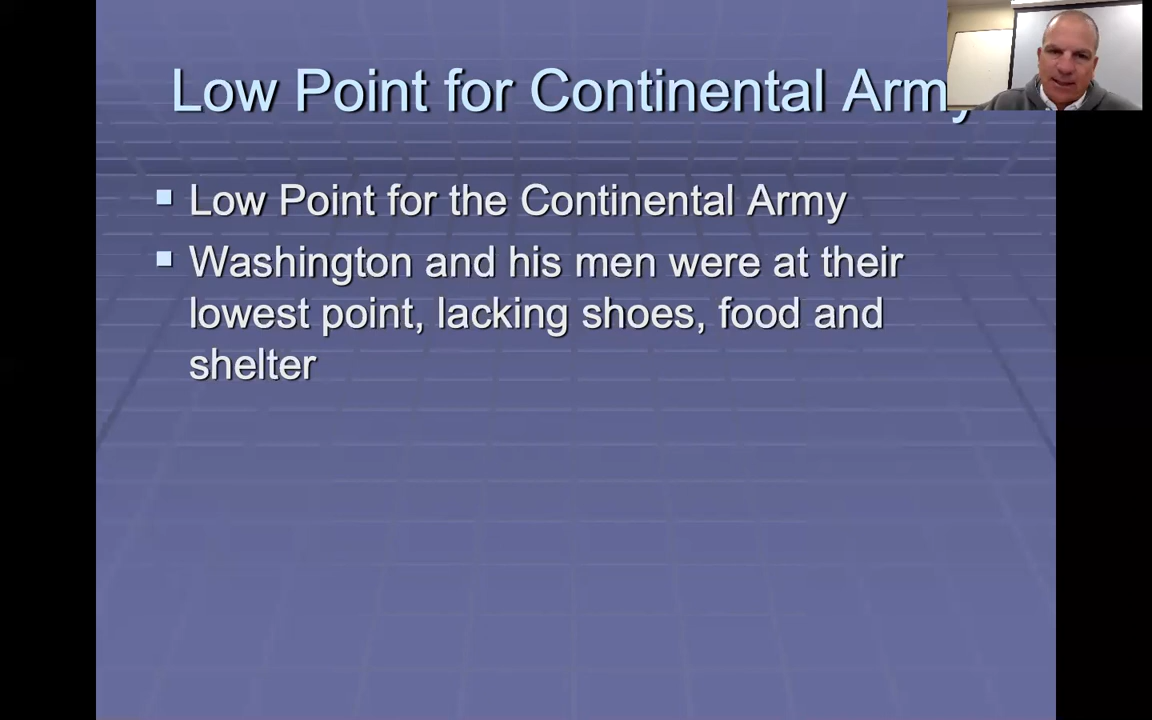 Low Point for Continental Army
Low Point for the Continental Army
Washington and his men were at their
lowest point, lacking shoes, food and
shelter